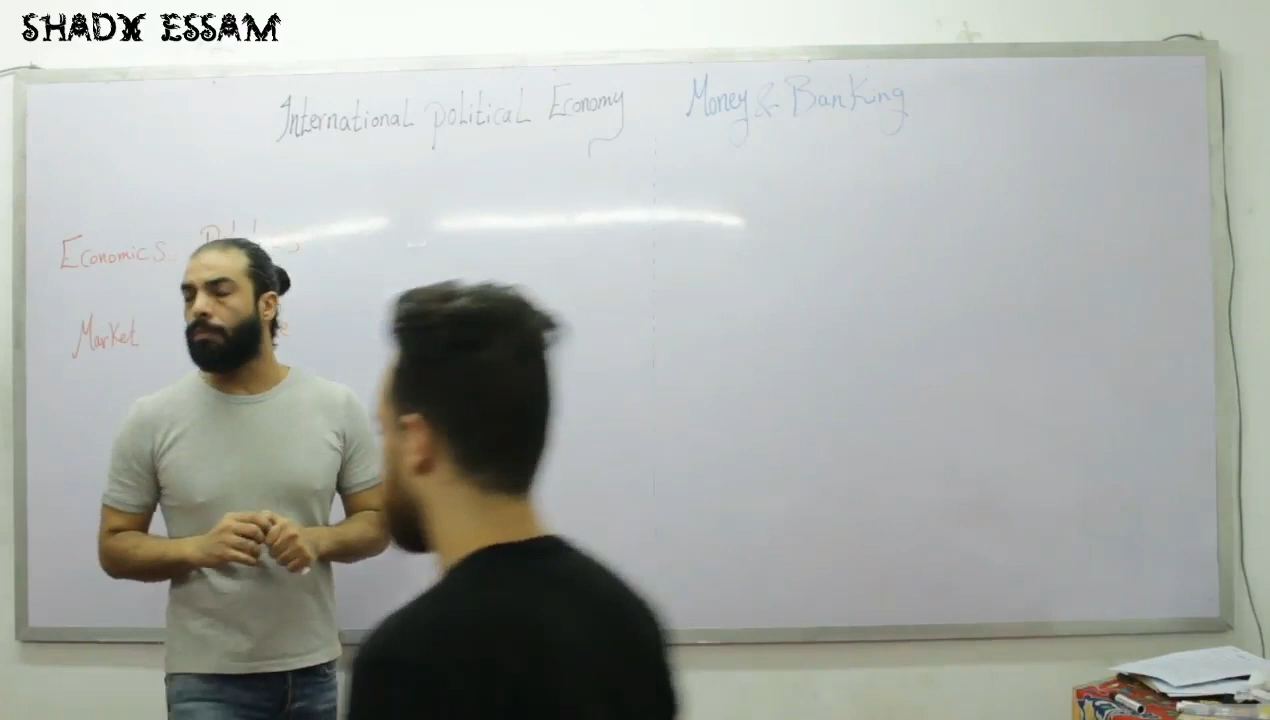 SHADY ESSAM
International political Economy
Money & Banking
Economics
Market